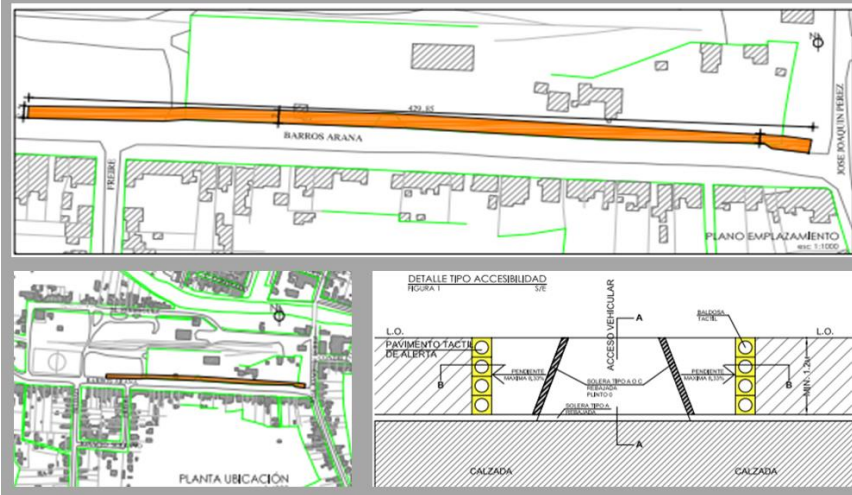 N
429.85
BARROS ARANA
FREIRE
JOSE JOAQUIN PEREZ
PLANO EMPLAZAMIENTO
esc: 1:1000
N
PLANTA UBICACIÓN
DETALLE TIPO ACCESIBILIDAD
FIGURA 1 S/E
ACCESO VEHICULAR
A
BALDOSA
TACTIL
L.O.
L.O.
PAVIMENTO TACTIL
DE ALERTA
PENDIENTE
MAXIMA 8,33%
PENDIENTE
MAXIMA 8,33%
B
B
SOLERA TIPO A O C
REBAJADA
PLINTO 0
SOLERA TIPO A
REBAJADA
MIN: 1.20
A
CALZADA
CALZADA